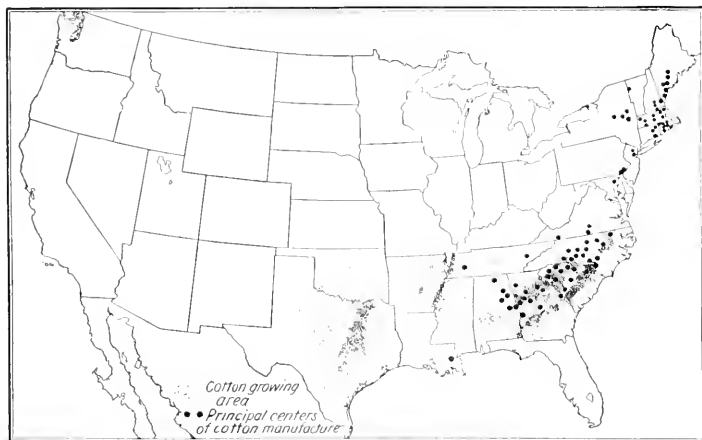 Cotton growing
area
Principal centers
of cotton manufacture